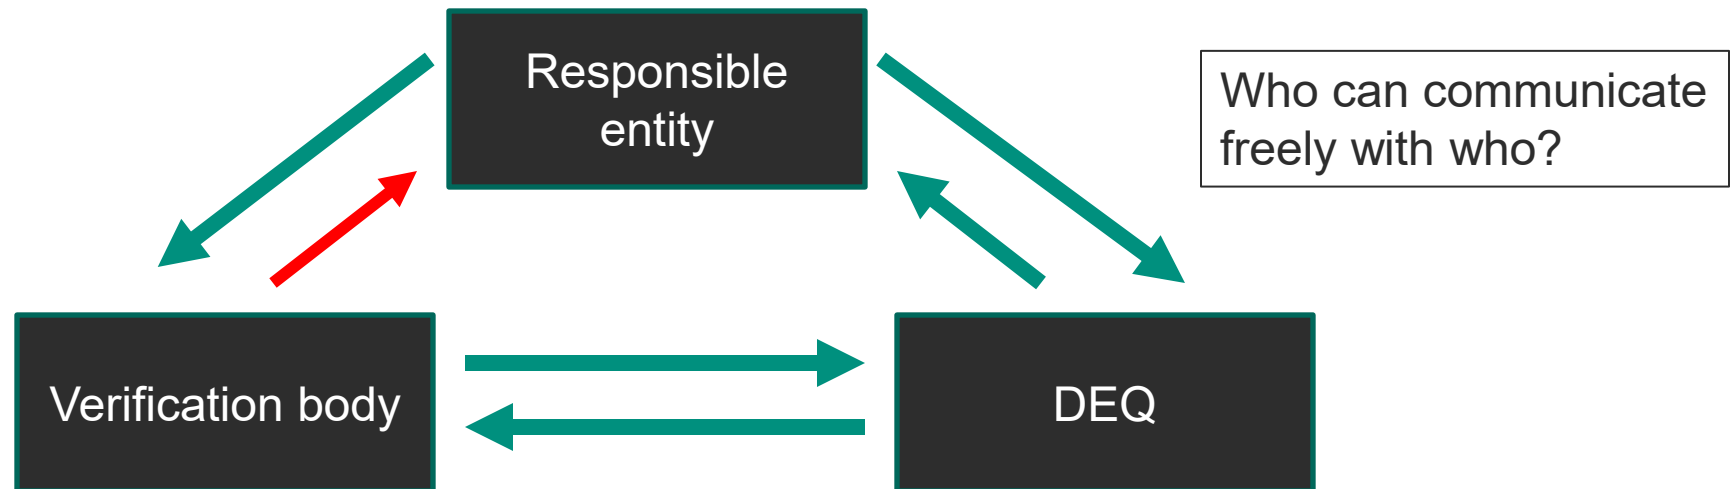 Responsible
entity
Who can communicate
freely with who?
Verification body
DEQ